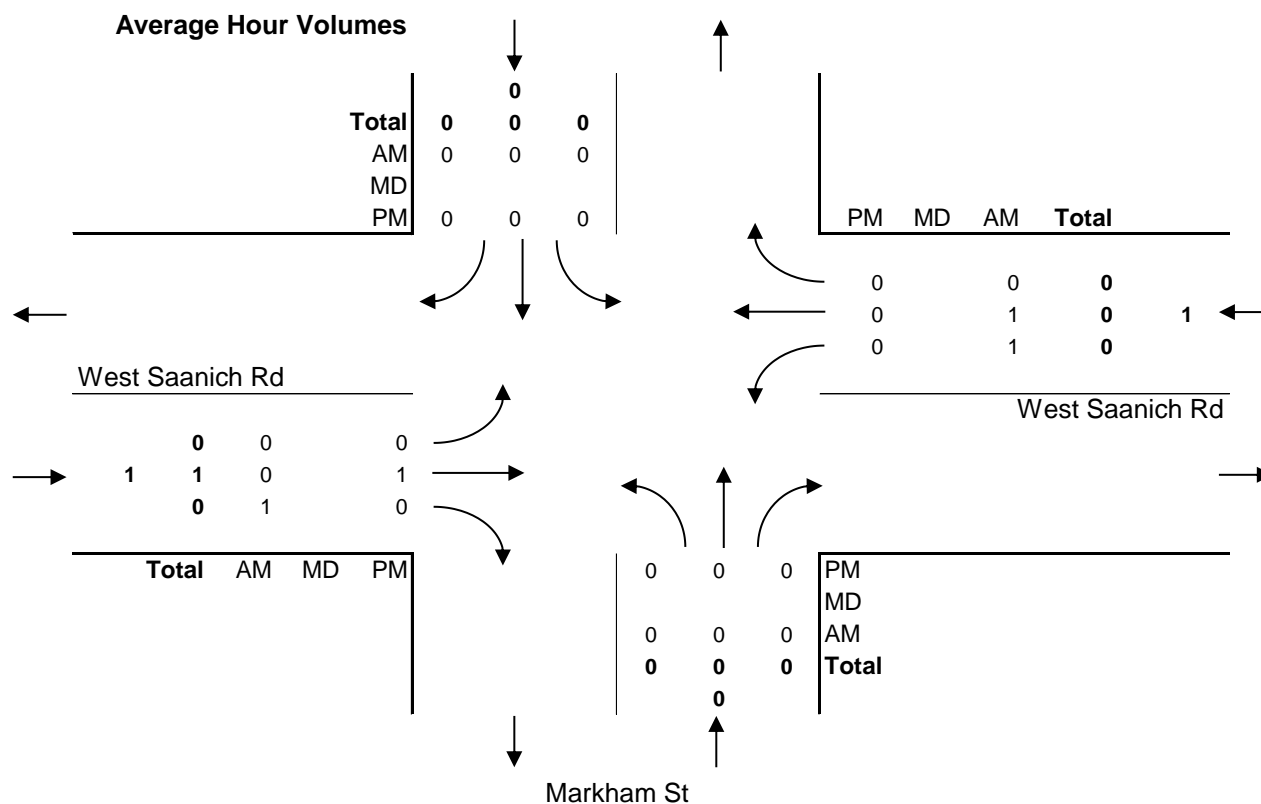 Average Hour Volumes
0
Total 0 0 0
AM 0 0 0
MD
PM 0 0 0
PM MD AM Total
0 0 0
0 1 0 1
0 1 0
West Saanich Rd
West Saanich Rd
0 0 0
1 1 0 1
0 1 0
Total AM MD PM
0 0 0 PM
MD
0 0 0 AM
0 0 0 Total
0
Markham St